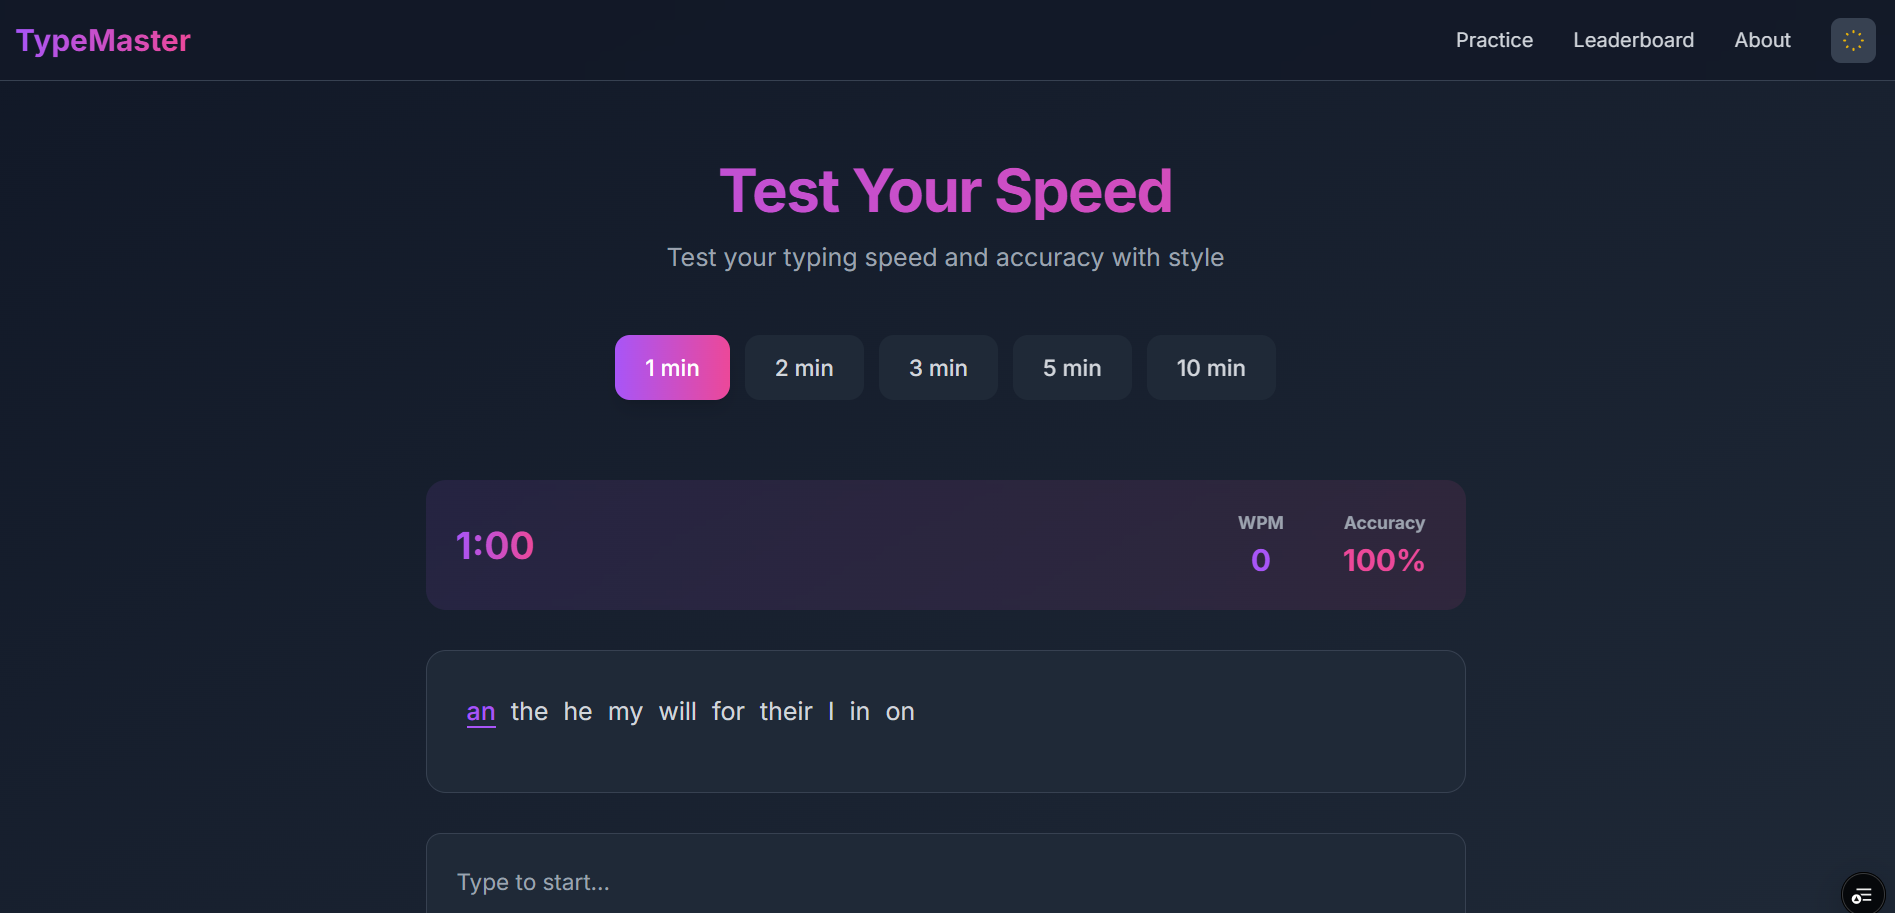 TypeMaster
Practice Leaderboard About
Test Your Speed
Test your typing speed and accuracy with style
1 min 2 min 3 min 5 min 10 min
1:00
WPM Accuracy
0 100%
an the he my will for their I in on
Type to start...